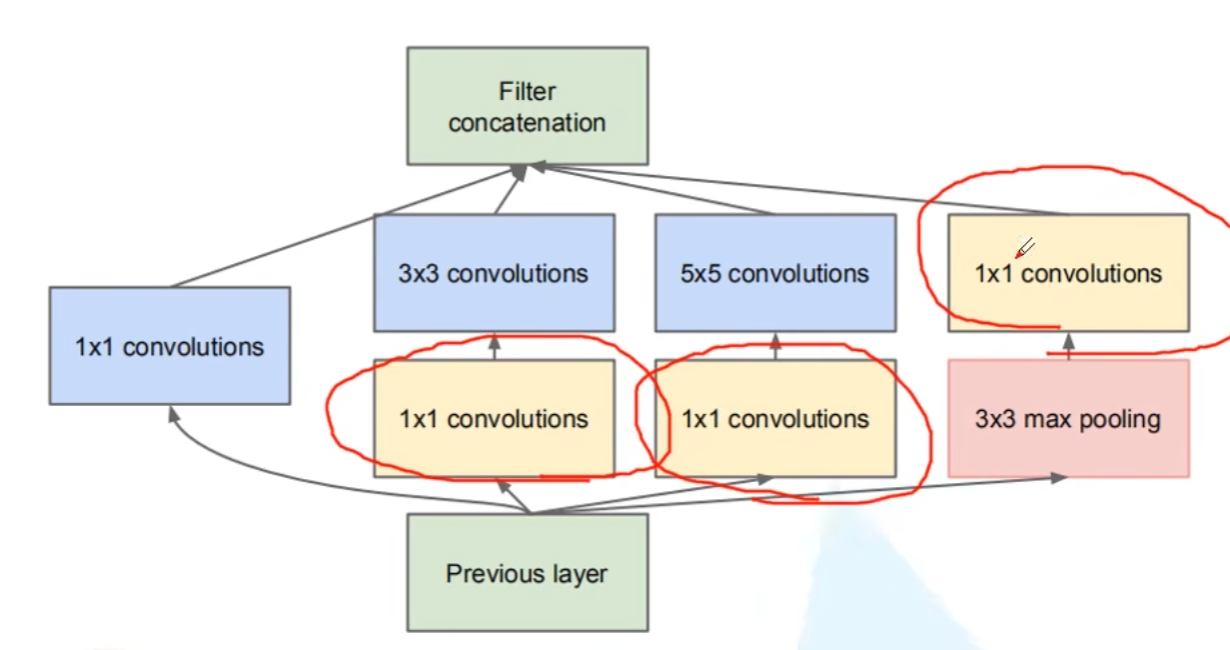 Filter
concatenation
3x3 convolutions
5x5 convolutions
1x1 convolutions
1x1 convolutions
1x1 convolutions
1x1 convolutions
3x3 max pooling
Previous layer